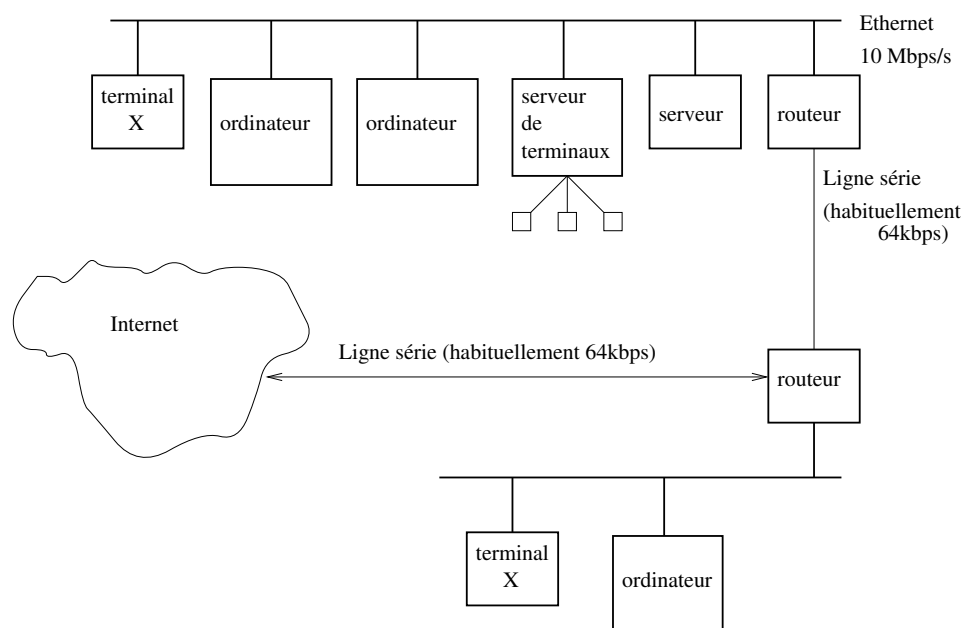 Ethernet
10 Mbps/s
terminal
X
ordinateur
ordinateur
serveur
de
terminaux
serveur
routeur
Ligne série
(habituellement
64kbps)
Internet
Ligne série (habituellement 64kbps)
routeur
terminal
X
ordinateur